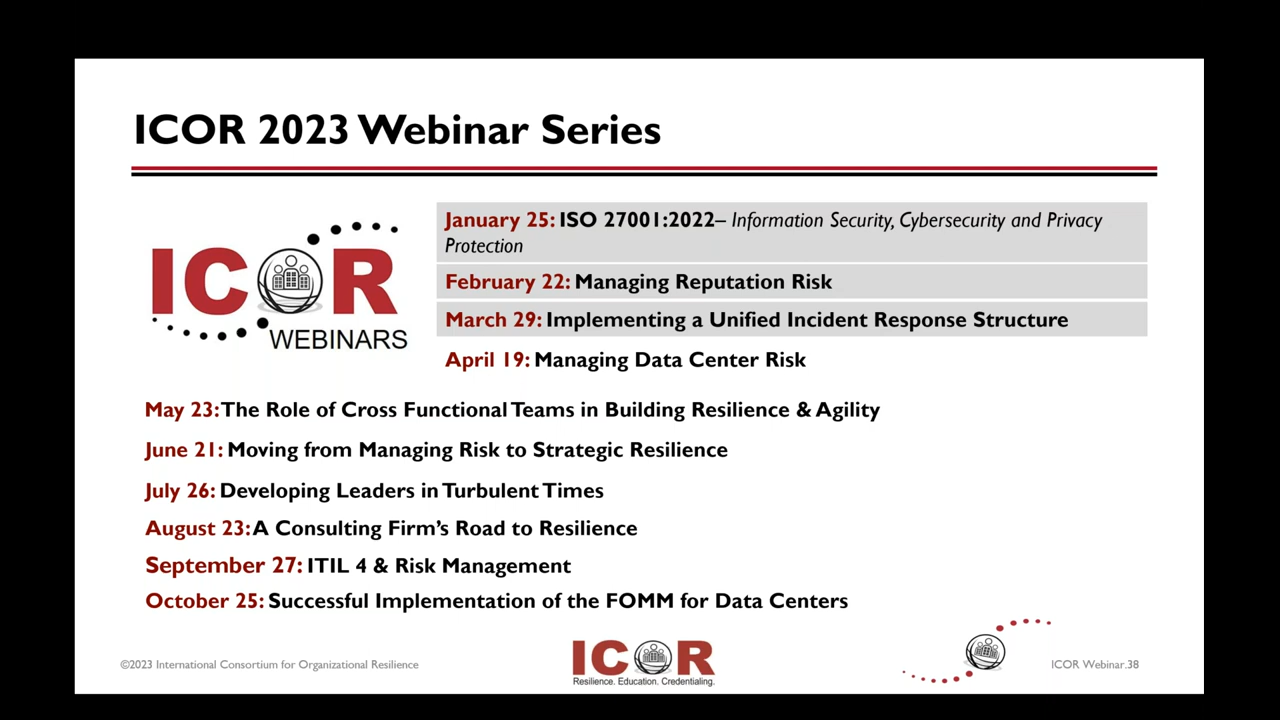 ICOR 2023 Webinar Series
ICOR
WEBINARS
January 25: ISO 27001:2022– Information Security, Cybersecurity and Privacy
Protection
February 22: Managing Reputation Risk
March 29: Implementing a Unified Incident Response Structure
April 19: Managing Data Center Risk
May 23: The Role of Cross Functional Teams in Building Resilience & Agility
June 21: Moving from Managing Risk to Strategic Resilience
July 26: Developing Leaders in Turbulent Times
August 23: A Consulting Firm’s Road to Resilience
September 27: ITIL 4 & Risk Management
October 25: Successful Implementation of the FOMM for Data Centers
©2023 International Consortium for Organizational Resilience
ICOR
Resilience. Education. Credentialing.
ICOR Webinar.38